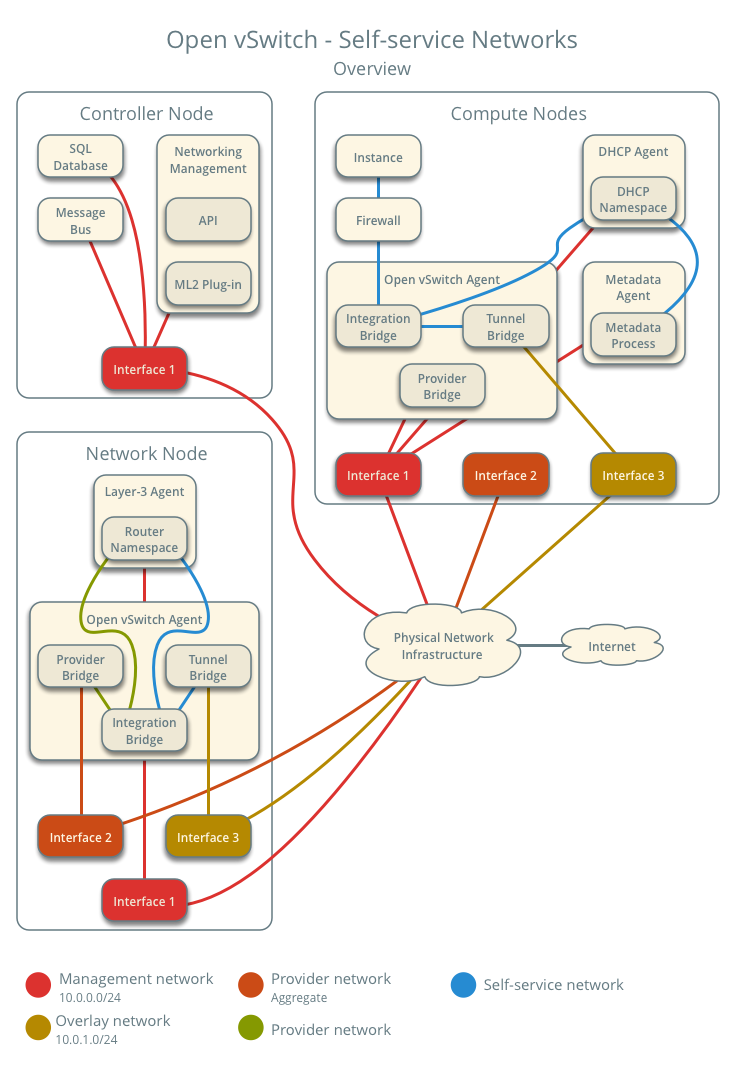 Open vSwitch - Self-service Networks
Overview
Controller Node
SQL
Database
Networking
Management
Message
Bus
API
ML2 Plug-in
Interface 1
Compute Nodes
Instance
DHCP Agent
DHCP
Namespace
Firewall
Open vSwitch Agent
Metadata
Agent
Integration
Bridge
Tunnel
Bridge
Metadata
Process
Provider
Bridge
Interface 1
Interface 2
Interface 3
Network Node
Layer-3 Agent
Router
Namespace
Open vSwitch Agent
Provider
Bridge
Tunnel
Bridge
Integration
Bridge
Interface 2
Interface 3
Interface 1
Physical Network
Infrastructure
Internet
Management network
10.0.0.0/24
Provider network
Aggregate
Self-service network
Overlay network
10.0.1.0/24
Provider network